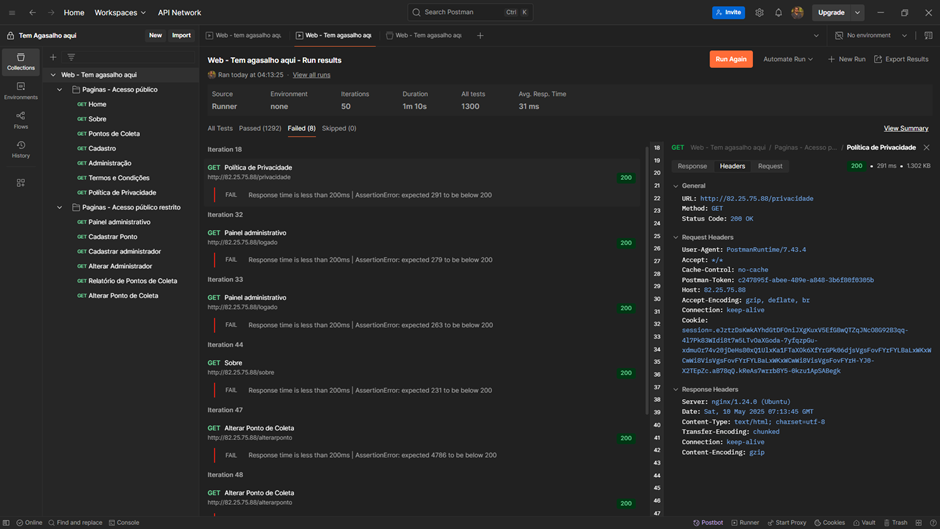 Home
Workspaces
API Network
Search Postman
Ctrl
K
Invite
Upgrade
Tem Agasalho aqui
New
Import
Web - tem agasalho aqu
Web - Tem agasalho aqu
Web - Tem agasalho aqu
No environment
Collections
Environments
Flows
History
Web - Tem agasalho aqui
Paginas - Acesso público
GET Home
GET Sobre
GET Pontos de Coleta
GET Cadastro
GET Administração
GET Termos e Condições
GET Política de Privacidade
Paginas - Acesso público restrito
GET Painel administrativo
GET Cadastrar Ponto
GET Cadastrar administrador
GET Alterar Administrador
GET Relatório de Pontos de Coleta
GET Alterar Ponto de Coleta
Web - Tem agasalho aqui - Run results
Ran today at 04:13:25 · View all runs
Run Again
Automate Run
New Run
Export Results
Source Environment Iterations Duration All tests Avg. Resp. Time
Runner none 50 1m 10s 1300 31 ms
All Tests Passed (1292) Failed (8) Skipped (0)
View Summary
Iteration 18
GET Política de Privacidade
http://82.25.75.88/privacidade
200
FAIL Response time is less than 200ms | AssertionError: expected 291 to be below 200
Iteration 32
GET Painel administrativo
http://82.25.75.88/logado
200
FAIL Response time is less than 200ms | AssertionError: expected 279 to be below 200
Iteration 33
GET Painel administrativo
http://82.25.75.88/logado
200
FAIL Response time is less than 200ms | AssertionError: expected 263 to be below 200
Iteration 44
GET Sobre
http://82.25.75.88/sobre
200
FAIL Response time is less than 200ms | AssertionError: expected 231 to be below 200
Iteration 47
GET Alterar Ponto de Coleta
http://82.25.75.88/alterarponto
200
FAIL Response time is less than 200ms | AssertionError: expected 4786 to be below 200
Iteration 48
GET Alterar Ponto de Coleta
http://82.25.75.88/alterarponto
200
18
19
20
21
22
23
24
25
26
27
28
29
30
31
32
33
34
35
36
37
38
39
40
41
42
43
44
45
46
47
GET Web - Tem agasalho aqui / Paginas - Acesso p... / Política de Privacidade
Response Headers Request
200 • 291 ms • 1.302 KB
General
URL: http://82.25.75.88/privacidade
Method: GET
Status Code: 200 OK
Request Headers
User-Agent: PostmanRuntime/7.43.4
Accept: */*
Cache-Control: no-cache
Postman-Token: c247895f-abee-489e-a848-3b6f80f0365b
Host: 82.25.75.88
Accept-Encoding: gzip, deflate, br
Connection: keep-alive
Cookie:
Response Headers
Server: nginx/1.24.0 (Ubuntu)
Date: Sat, 10 May 2025 07:13:45 GMT
Content-Type: text/html; charset=utf-8
Transfer-Encoding: chunked
Connection: keep-alive
Content-Encoding: gzip
Online
Find and replace
Console
Postbot
Runner
Start Proxy
Cookies
Vault
Trash